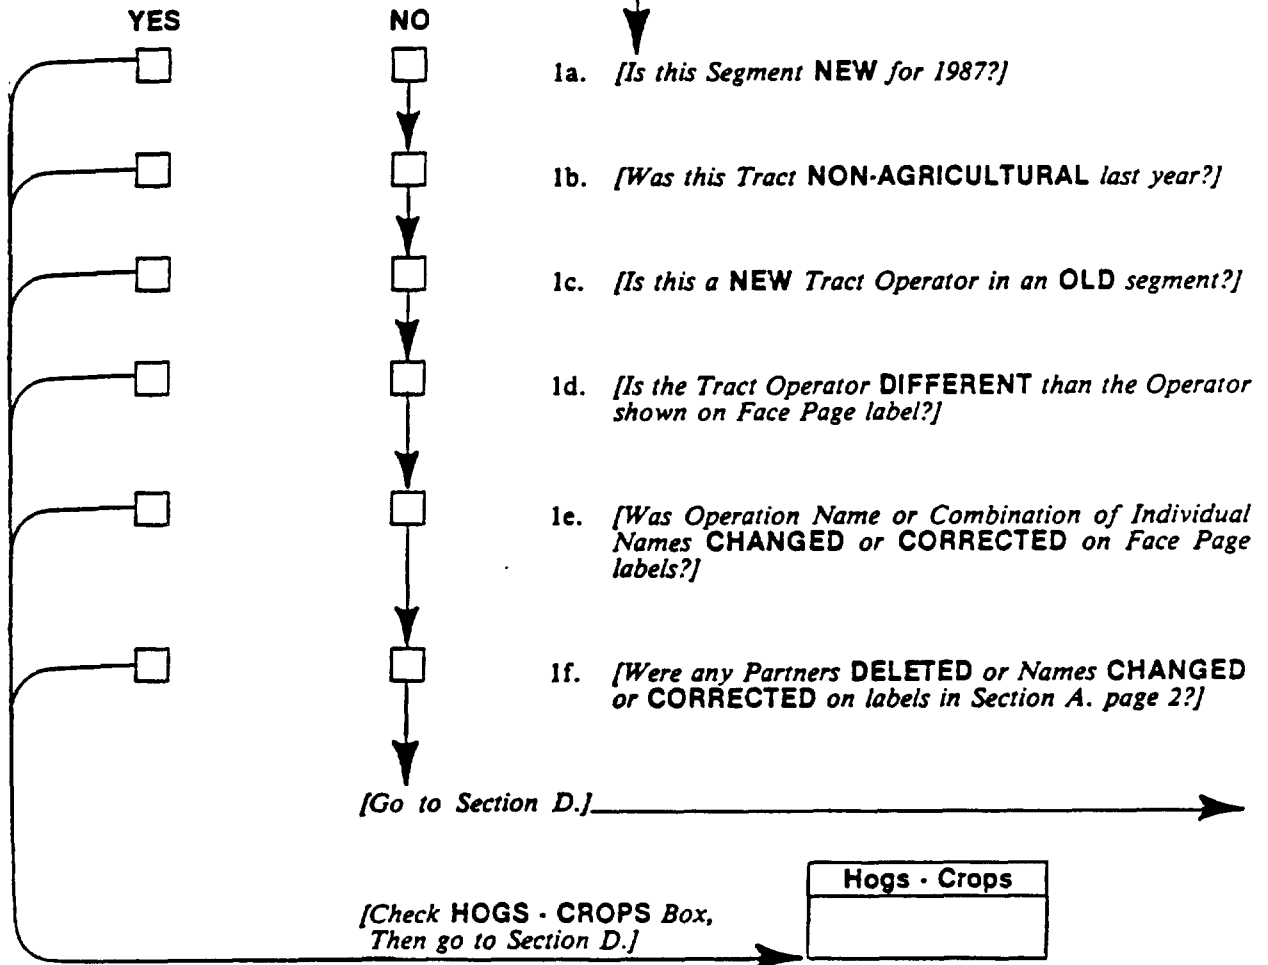 YES NO
1a. [Is this Segment NEW for 1987?]
1b. [Was this Tract NON-AGRICULTURAL last year?]
1c. [Is this a NEW Tract Operator in an OLD segment?]
1d. [Is the Tract Operator DIFFERENT than the Operator
shown on Face Page label?]
1e. [Was Operation Name or Combination of Individual
Names CHANGED or CORRECTED on Face Page
labels?]
1f. [Were any Partners DELETED or Names CHANGED
or CORRECTED on labels in Section A. page 2?]
[Go to Section D.]
Hogs - Crops
[Check HOGS - CROPS Box,
Then go to Section D.]